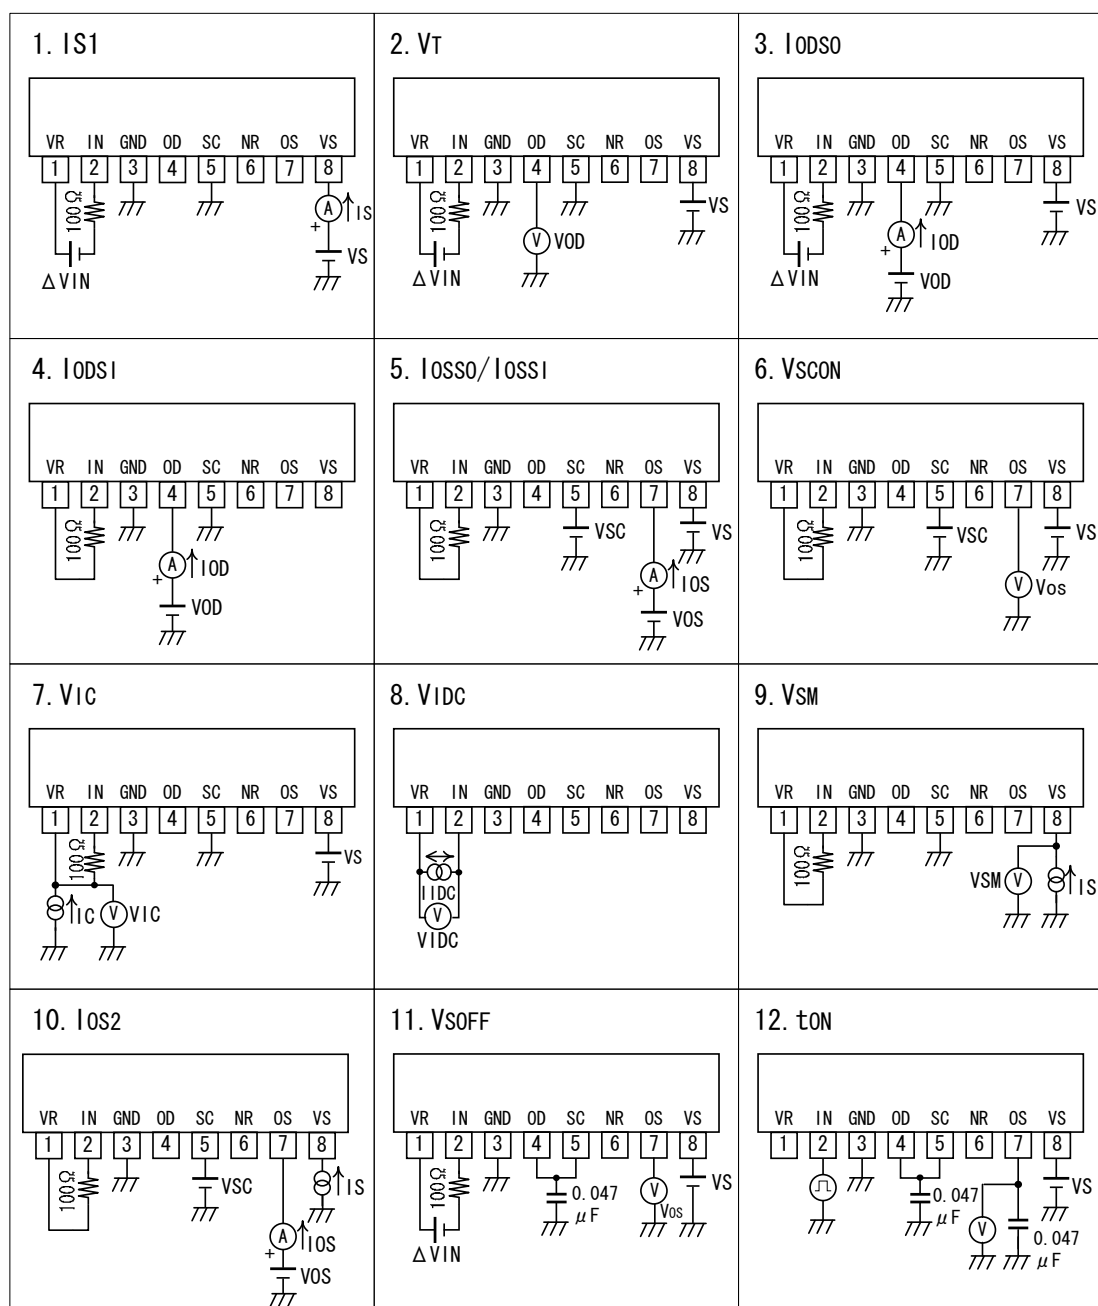 1. IS1
VR IN GND OD SC NR OS VS
1 2 3 4 5 6 7 8
100Ω
A
IS
+
VS
ΔVIN
2. VT
VR IN GND OD SC NR OS VS
1 2 3 4 5 6 7 8
100Ω
VS
V
VOD
ΔVIN
3. IODSO
VR IN GND OD SC NR OS VS
1 2 3 4 5 6 7 8
100Ω
VS
A
IOD
+
VOD
ΔVIN
4. IODSI
VR IN GND OD SC NR OS VS
1 2 3 4 5 6 7 8
100Ω
A
IOD
+
VOD
5. IOSSO/IOSSI
VR IN GND OD SC NR OS VS
1 2 3 4 5 6 7 8
100Ω
VSC
VS
A
IOS
+
VOS
6. VSCON
VR IN GND OD SC NR OS VS
1 2 3 4 5 6 7 8
100Ω
VSC
VS
V
Vos
7. VIC
VR IN GND OD SC NR OS VS
1 2 3 4 5 6 7 8
100Ω
VS
IC
V
VIC
8. VIDC
VR IN GND OD SC NR OS VS
1 2 3 4 5 6 7 8
IIDC
V
VIDC
9. VSM
VR IN GND OD SC NR OS VS
1 2 3 4 5 6 7 8
100Ω
VSM
V
IS
10. IOS2
VR IN GND OD SC NR OS VS
1 2 3 4 5 6 7 8
100Ω
VSC
IS
A
IOS
+
VOS
11. VSOFF
VR IN GND OD SC NR OS VS
1 2 3 4 5 6 7 8
100Ω
0.047
μF
V
Vos
VS
ΔVIN
12. tON
VR IN GND OD SC NR OS VS
1 2 3 4 5 6 7 8
0.047
μF
VS
V
0.047
μF